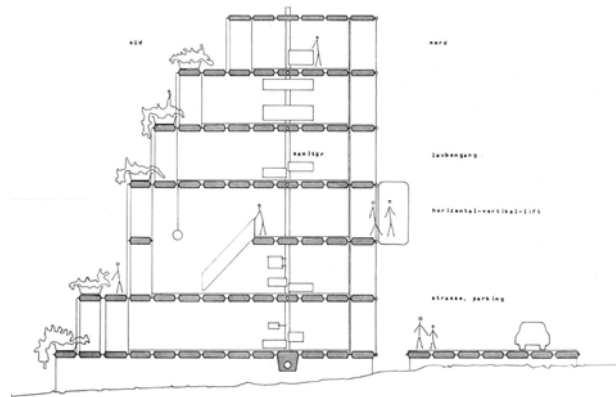 süd
nord
sanitär
laubengang
horizontal-vertikal-lift
strasse, parking